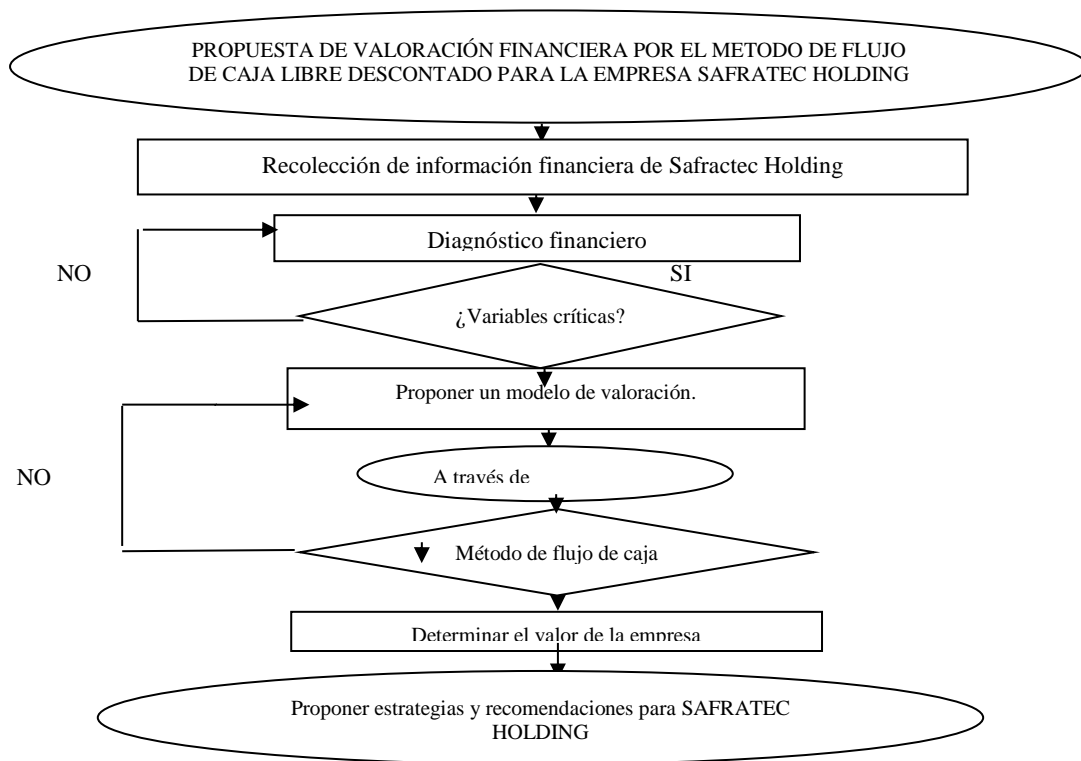 PROPUESTA DE VALORACIÓN FINANCIERA POR EL METODO DE FLUJO
DE CAJA LIBRE DESCONTADO PARA LA EMPRESA SAFRATEC HOLDING
Recolección de información financiera de Safractec Holding
Diagnóstico financiero
NO
SI
¿Variables críticas?
Proponer un modelo de valoración.
NO
A través de
Método de flujo de caja
Determinar el valor de la empresa
Proponer estrategias y recomendaciones para SAFRATEC
HOLDING